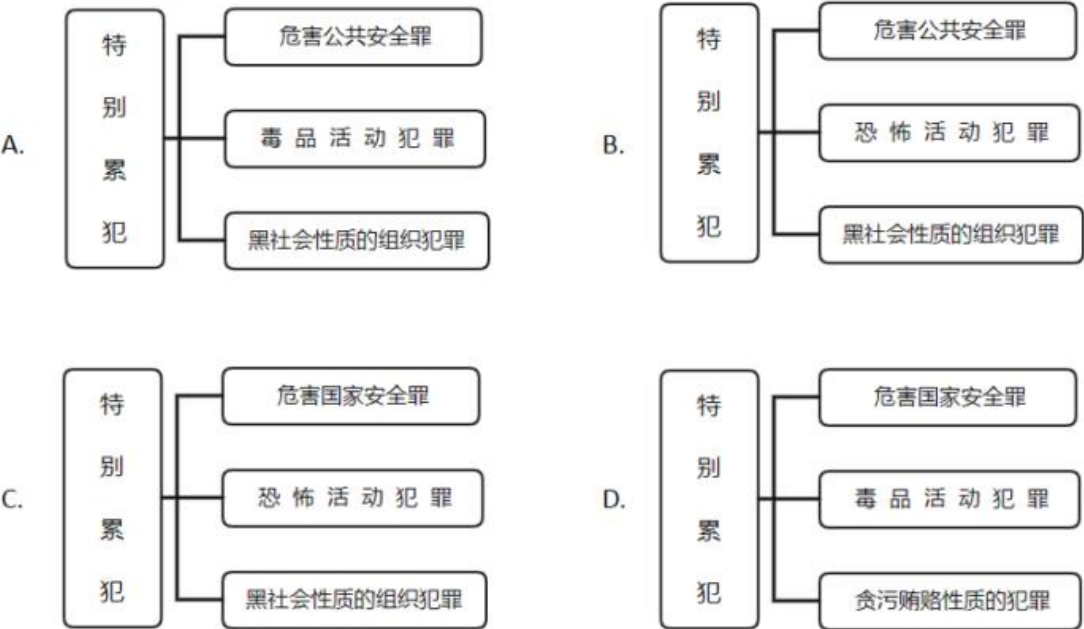 A.
特别累犯
危害公共安全罪
毒品活动犯罪
黑社会性质的组织犯罪
B.
特别累犯
危害公共安全罪
恐怖活动犯罪
黑社会性质的组织犯罪
C.
特别累犯
危害国家安全罪
恐怖活动犯罪
黑社会性质的组织犯罪
D.
特别累犯
危害国家安全罪
毒品活动犯罪
贪污贿赂性质的犯罪